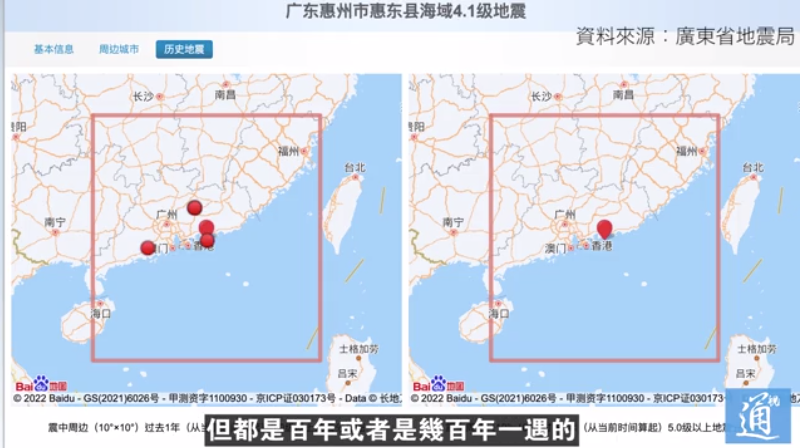 广东惠州市惠东县海域4.1级地震
資料來源：廣東省地震局
基本信息
周边城市
历史地震
长沙
南昌
贵阳
福州
台北
广州
南宁
澳门
香港
海口
士格加劳
吕宋
Bai地图
© 2022 Baidu - GS(2021)6026号 - 甲测资字1100930 - 京ICP证030173号 - Data © 长地
长沙
南昌
贵阳
福州
台北
广州
南宁
澳门
香港
海口
士格加劳
吕宋
Bai地图
© 2022 Baidu - GS(2021)6026号 - 甲测资字1100930 - 京ICP证030173号
震中周边（10°×10°）过去1年（从当
（从当前时间算起）5.0级以上地震
但都是百年或者是幾百年一遇的
通
视